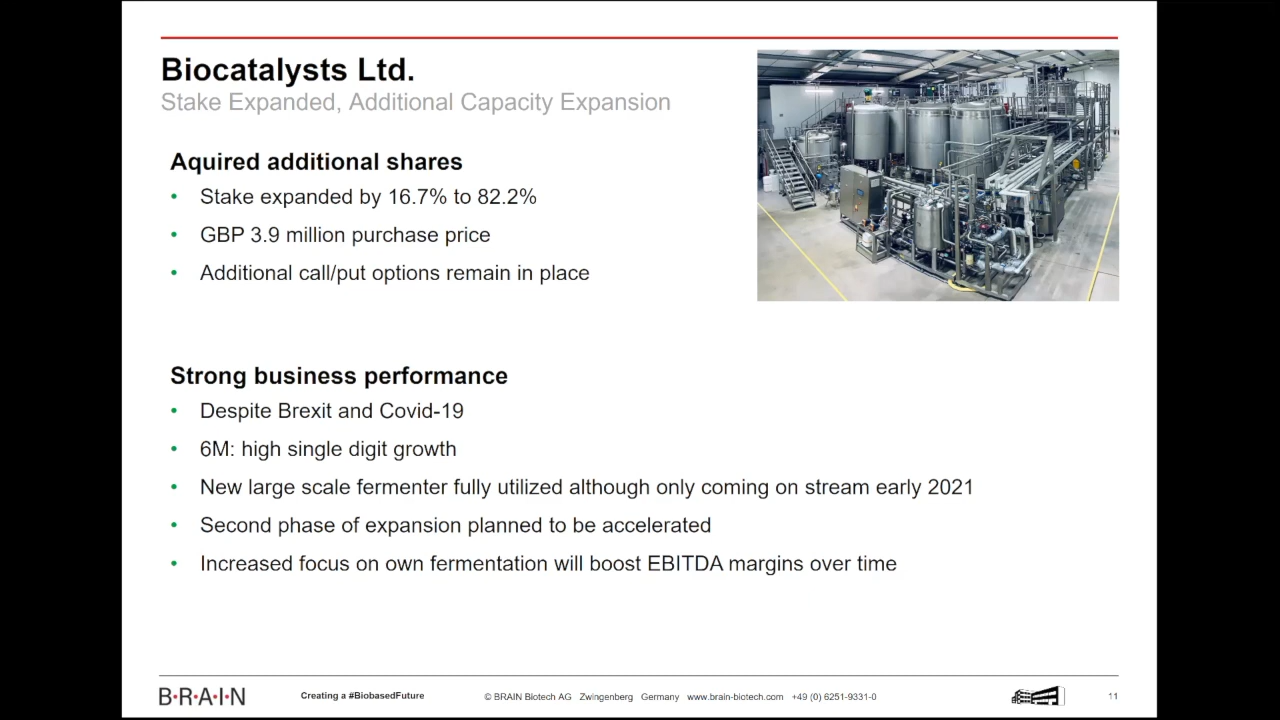 Biocatalysts Ltd.
Stake Expanded, Additional Capacity Expansion
Aquired additional shares
• Stake expanded by 16.7% to 82.2%
• GBP 3.9 million purchase price
• Additional call/put options remain in place
Strong business performance
• Despite Brexit and Covid-19
• 6M: high single digit growth
• New large scale fermenter fully utilized although only coming on stream early 2021
• Second phase of expansion planned to be accelerated
• Increased focus on own fermentation will boost EBITDA margins over time
B·R·A·I·N Creating a #BiobasedFuture © BRAIN Biotech AG Zwingenberg Germany www.brain-biotech.com +49 (0) 6251-9331-0 11